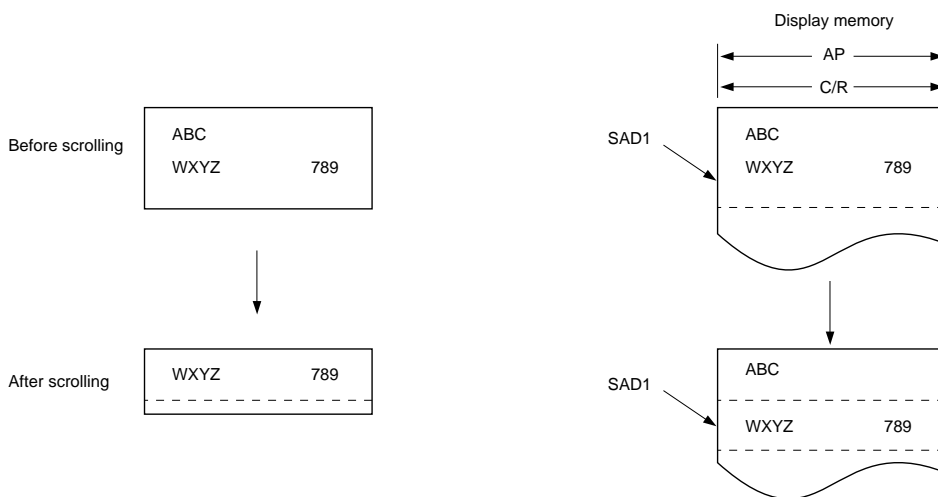 Display memory
AP
C/R
Before scrolling
ABC
WXYZ 789
SAD1
ABC
WXYZ 789
After scrolling
WXYZ 789
SAD1
ABC
WXYZ 789